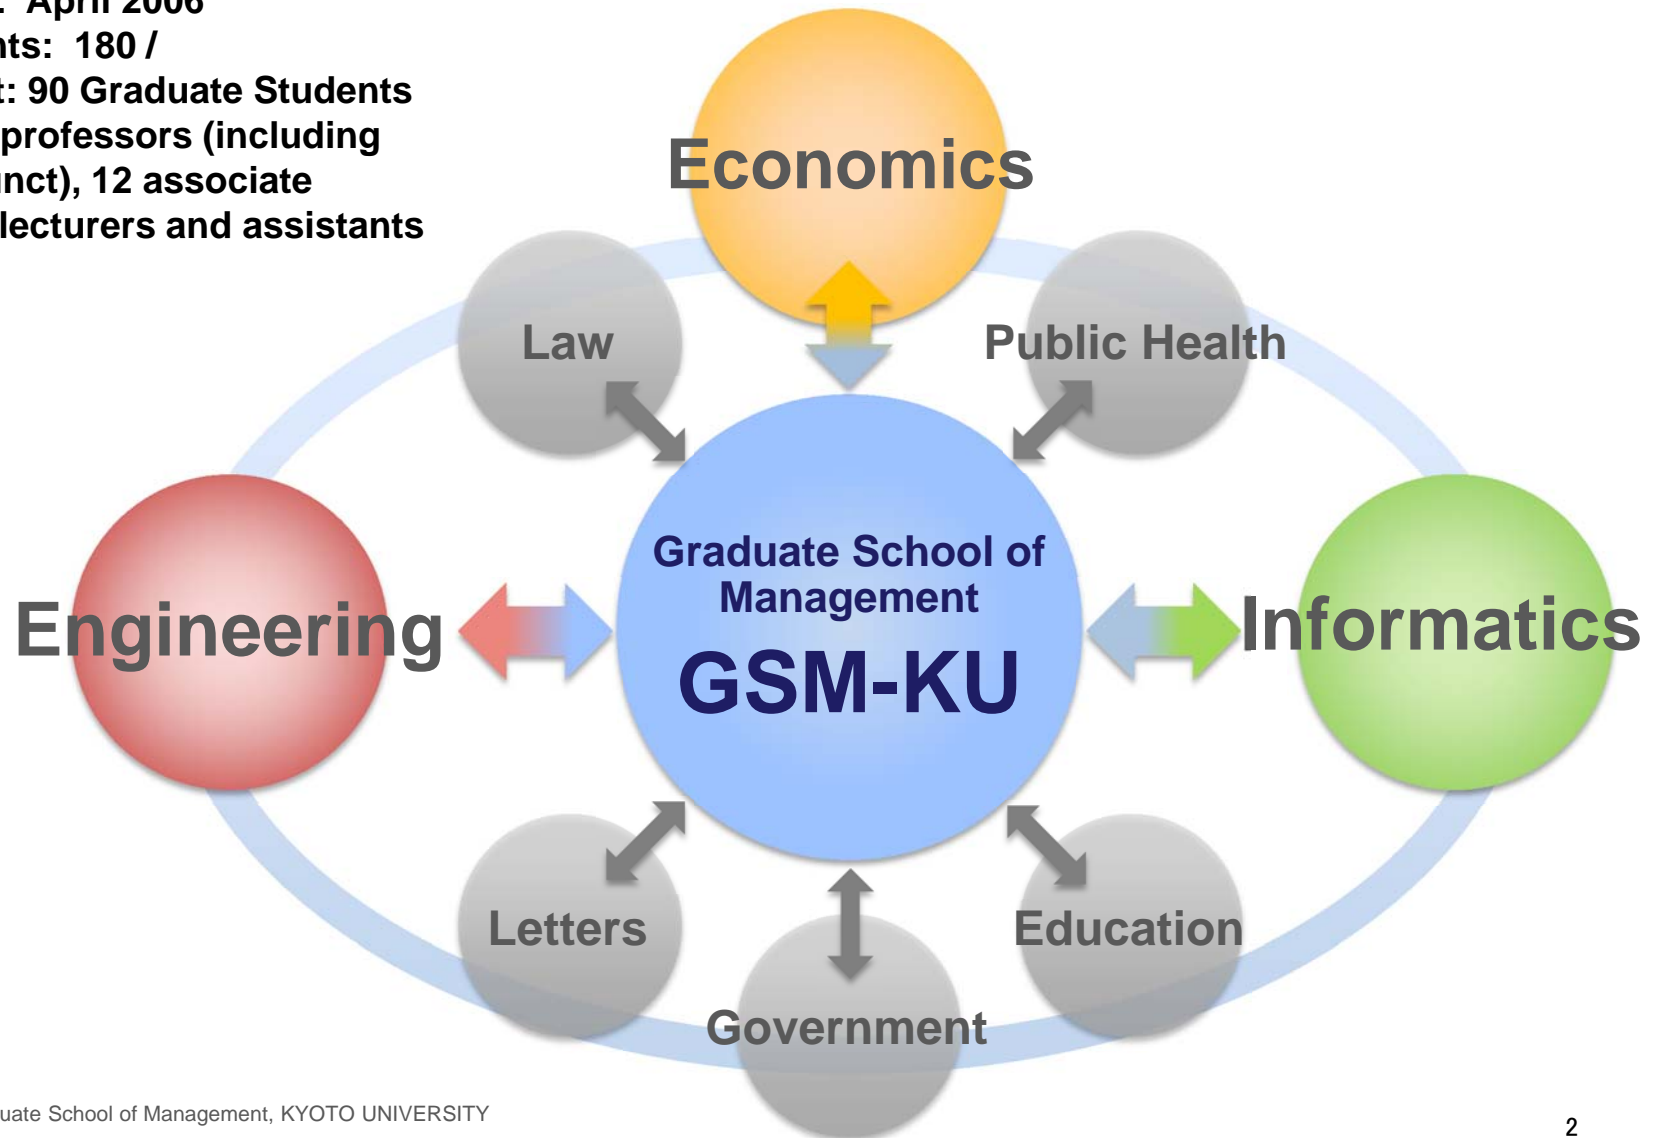 : April 2006
nts: 180 /
t: 90 Graduate Students
professors (including
unct), 12 associate
lecturers and assistants
Economics
Law
Public Health
Graduate School of
Management
GSM-KU
Engineering
Informatics
Letters
Education
Government
uate School of Management, KYOTO UNIVERSITY
2